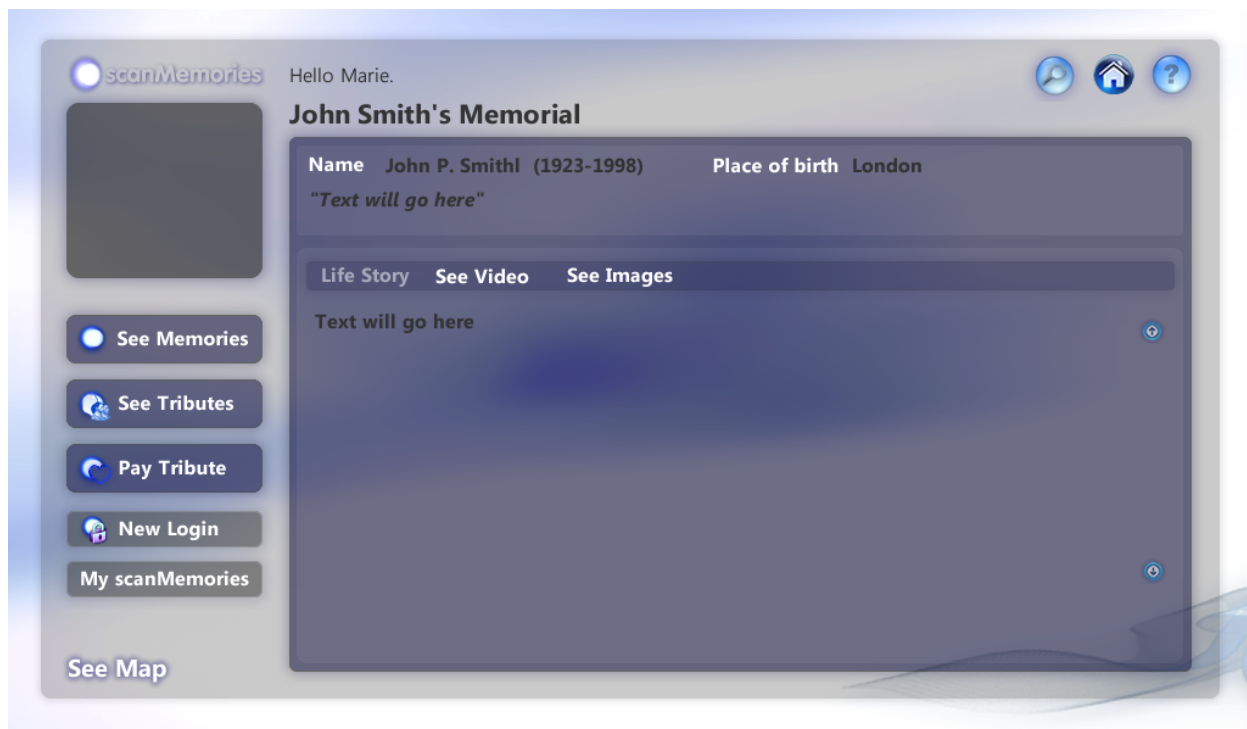 scanMemories
Hello Marie.
John Smith's Memorial
Name John P. Smithl (1923-1998) Place of birth London
"Text will go here"
Life Story See Video See Images
Text will go here
See Memories
See Tributes
Pay Tribute
New Login
My scanMemories
See Map
?